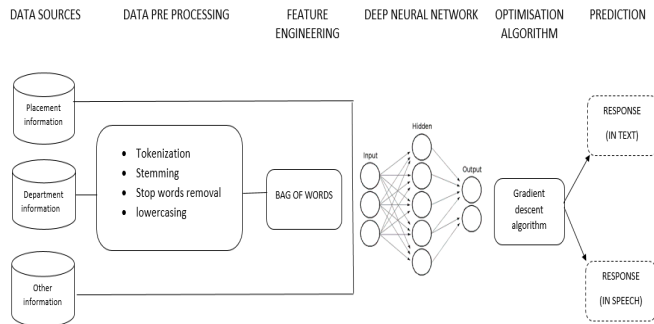 DATA SOURCES
DATA PRE PROCESSING
FEATURE
ENGINEERING
DEEP NEURAL NETWORK
OPTIMISATION
ALGORITHM
PREDICTION
Placement
information
Department
information
Other
information
• Tokenization
• Stemming
• Stop words removal
• lowercasing
BAG OF WORDS
Input
Hidden
Output
Gradient
descent
algorithm
RESPONSE
(IN TEXT)
RESPONSE
(IN SPEECH)